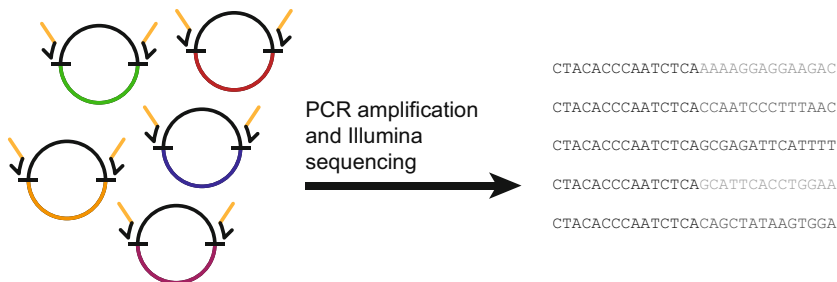 PCR amplification
and Illumina
sequencing
CTACACCCAATCTCAAAAAGGAGGAAGAC
CTACACCCAATCTCACCAATCCCTTTAAC
CTACACCCAATCTCAGCGAGATTCATTTT
CTACACCCAATCTCAGCATTCACCTGGAA
CTACACCCAATCTCACAGCTATAAGTGGA